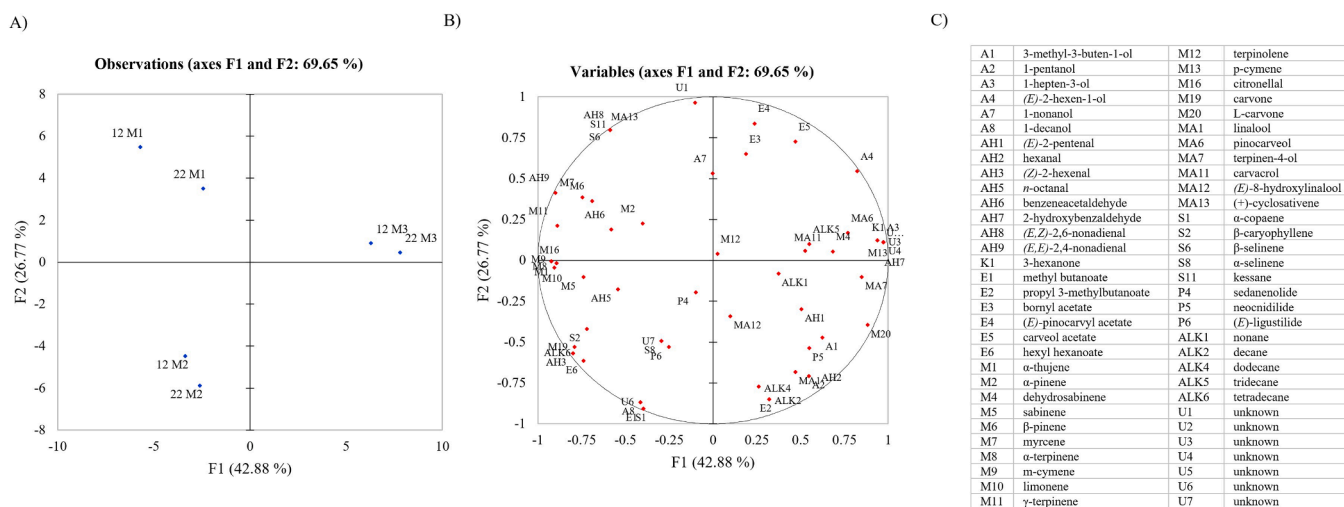 A)
B)
C)
Observations (axes F1 and F2: 69.65 %)
8
6
4
2
0
-2
-4
-6
-8
-10
-5
0
5
10
F1 (42.88 %)
F2 (26.77 %)
12 M1
22 M1
12 M3
22 M3
12 M2
22 M2
Variables (axes F1 and F2: 69.65 %)
1
0.75
0.5
0.25
0
-0.25
-0.5
-0.75
-1
-1
-0.75
-0.5
-0.25
0
0.25
0.5
0.75
1
F1 (42.88 %)
F2 (26.77 %)
U1
AH8
MA13
S11
S6
E4
E5
E3
A7
A4
AH9
M7
M6
M11
AH6
M2
MA6
K1
A3
U...
U3
U4
ALK5
M4
MA11
M12
M13
AH7
M16
M9
M8
M1
M10
M5
AH5
P4
ALK1
MA7
AH1
MA12
M20
S2
M19
ALK6
AH3
E6
U7
S8
P6
A1
P5
MA1
AH2
A2
ALK4
ALK2
E2
U6
A8
E1
S1
A1 3-methyl-3-buten-1-ol M12 terpinolene
A2 1-pentanol M13 p-cymene
A3 1-hepten-3-ol M16 citronellal
A4 (E)-2-hexen-1-ol M19 carvone
A7 1-nonanol M20 L-carvone
A8 1-decanol MA1 linalool
AH1 (E)-2-pentenal MA6 pinocarveol
AH2 hexanal MA7 terpinen-4-ol
AH3 (Z)-2-hexenal MA11 carvacrol
AH5 n-octanal MA12 (E)-8-hydroxylinalool
AH6 benzeneacetaldehyde MA13 (+)-cyclosativene
AH7 2-hydroxybenzaldehyde S1 α-copaene
AH8 (E,Z)-2,6-nonadienal S2 β-caryophyllene
AH9 (E,E)-2,4-nonadienal S6 β-selinene
K1 3-hexanone S8 α-selinene
E1 methyl butanoate S11 kessane
E2 propyl 3-methylbutanoate P4 sedanenolide
E3 bornyl acetate P5 neocnidilide
E4 (E)-pinocarvyl acetate P6 (E)-ligustilide
E5 carveol acetate ALK1 nonane
E6 hexyl hexanoate ALK2 decane
M1 α-thujene ALK4 dodecane
M2 α-pinene ALK5 tridecane
M4 dehydrosabinene ALK6 tetradecane
M5 sabinene U1 unknown
M6 β-pinene U2 unknown
M7 myrcene U3 unknown
M8 α-terpinene U4 unknown
M9 m-cymene U5 unknown
M10 limonene U6 unknown
M11 γ-terpinene U7 unknown